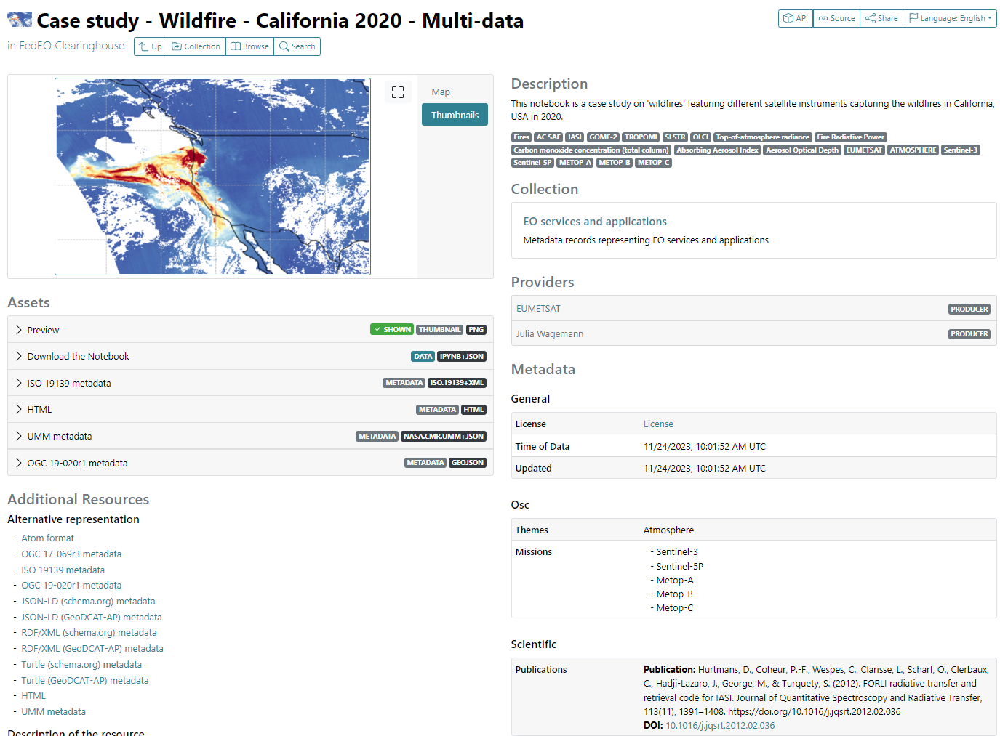 Case study - Wildfire - California 2020 - Multi-data
API
Source
Share
Language: English
in FedEO Clearinghouse
Up
Collection
Browse
Search
Map
Thumbnails
Assets
Preview
SHOWN
THUMBNAIL
PNG
Download the Notebook
DATA
IPYNB+JSON
ISO 19139 metadata
METADATA
ISO.19139+XML
HTML
METADATA
HTML
UMM metadata
METADATA
NASA.CMR.UMM+JSON
OGC 19-020r1 metadata
METADATA
GEOJSON
Additional Resources
Alternative representation
- Atom format
- OGC 17-069r3 metadata
- ISO 19139 metadata
- OGC 19-020r1 metadata
- JSON-LD (schema.org) metadata
- JSON-LD (GeoDCAT-AP) metadata
- RDF/XML (schema.org) metadata
- RDF/XML (GeoDCAT-AP) metadata
- Turtle (schema.org) metadata
- Turtle (GeoDCAT-AP) metadata
- HTML
- UMM metadata
Description of the resource
Description
This notebook is a case study on 'wildfires' featuring different satellite instruments capturing the wildfires in California,
USA in 2020.
Fires AC SAF IASI GOME-2 TROPOMI SLSTR OLCI Top-of-atmosphere radiance Fire Radiative Power
Carbon monoxide concentration (total column) Absorbing Aerosol Index Aerosol Optical Depth EUMETSAT ATMOSPHERE Sentinel-3
Sentinel-5P METOP-A METOP-B METOP-C
Collection
EO services and applications
Metadata records representing EO services and applications
Providers
EUMETSAT
PRODUCER
Julia Wagemann
PRODUCER
Metadata
General
License
License
Time of Data
11/24/2023, 10:01:52 AM UTC
Updated
11/24/2023, 10:01:52 AM UTC
Osc
Themes
Atmosphere
Missions
- Sentinel-3
- Sentinel-5P
- Metop-A
- Metop-B
- Metop-C
Scientific
Publications
Publication: Hurtmans, D., Coheur, P.-F., Wespes, C., Clarisse, L., Scharf, O., Clerbaux,
C., Hadji-Lazaro, J., George, M., & Turquety, S. (2012). FORLI radiative transfer and
retrieval code for IASI. Journal of Quantitative Spectroscopy and Radiative Transfer,
113(11), 1391–1408. https://doi.org/10.1016/j.jqsrt.2012.02.036
DOI: 10.1016/j.jqsrt.2012.02.036